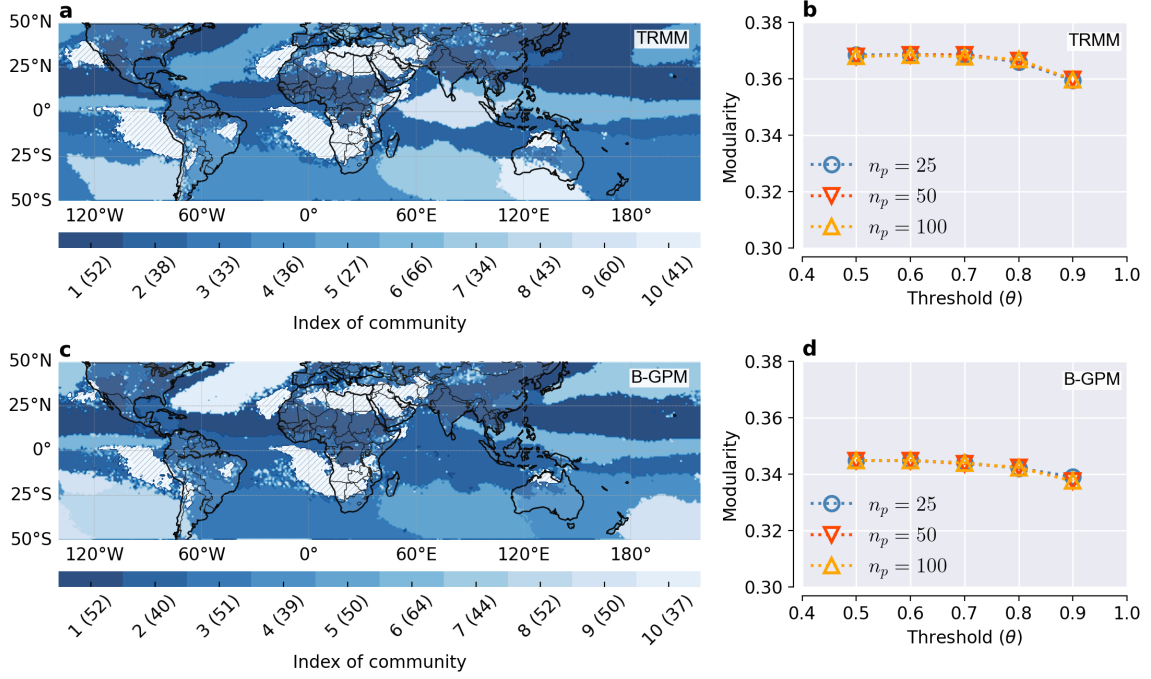 a
50°N
25°N
0°
25°S
50°S
TRMM
120°W 60°W 0° 60°E 120°E 180°
1 (52) 2 (38) 3 (33) 4 (36) 5 (27) 6 (66) 7 (34) 8 (43) 9 (60) 10 (41)
Index of community
b
TRMM
Modularity
0.38
0.36
0.34
0.32
0.30
n_p = 25
n_p = 50
n_p = 100
0.4 0.5 0.6 0.7 0.8 0.9 1.0
Threshold (θ)
c
50°N
25°N
0°
25°S
50°S
B-GPM
120°W 60°W 0° 60°E 120°E 180°
1 (52) 2 (40) 3 (51) 4 (39) 5 (50) 6 (64) 7 (44) 8 (52) 9 (50) 10 (37)
Index of community
d
B-GPM
Modularity
0.38
0.36
0.34
0.32
0.30
n_p = 25
n_p = 50
n_p = 100
0.4 0.5 0.6 0.7 0.8 0.9 1.0
Threshold (θ)